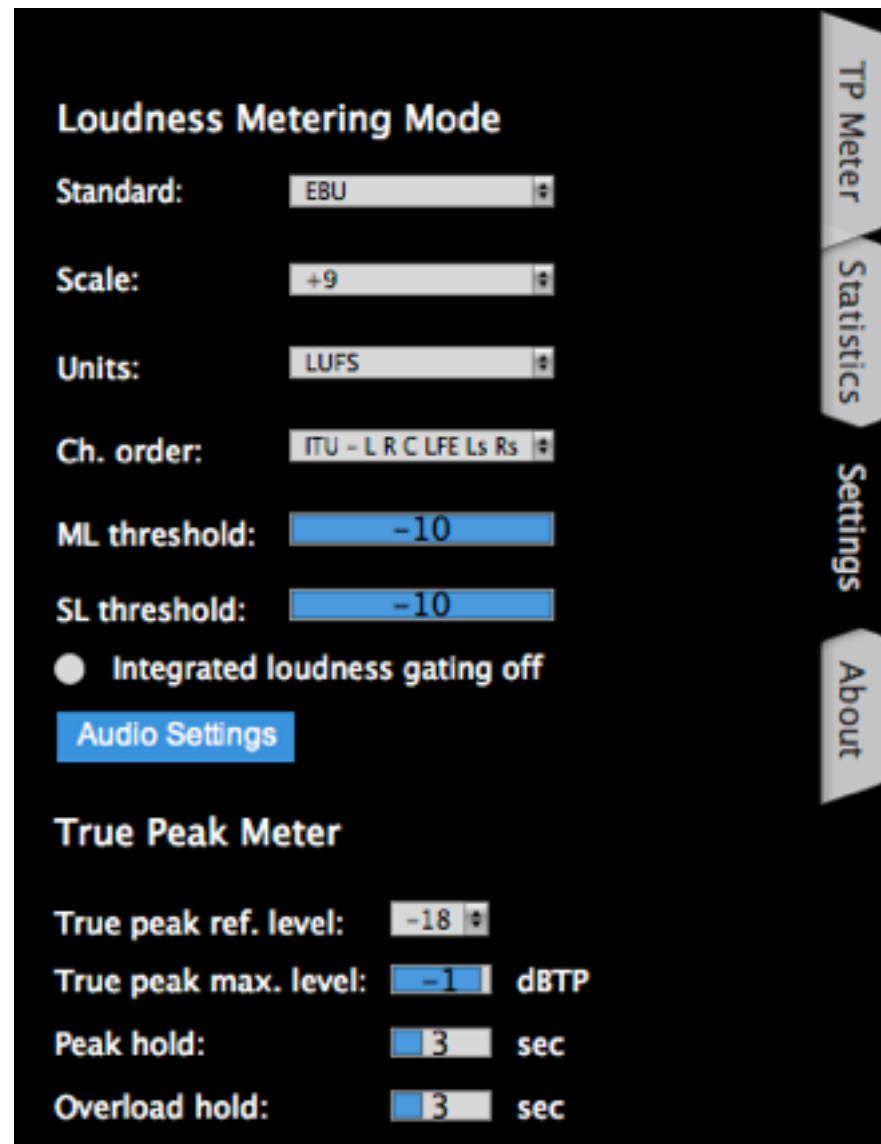 Loudness Metering Mode
Standard: EBU
Scale: +9
Units: LUFS
Ch. order: ITU – L R C LFE Ls Rs
ML threshold: –10
SL threshold: –10
Integrated loudness gating off
Audio Settings
True Peak Meter
True peak ref. level: –18
True peak max. level: –1 dBTP
Peak hold: 3 sec
Overload hold: 3 sec
TP Meter
Statistics
Settings
About